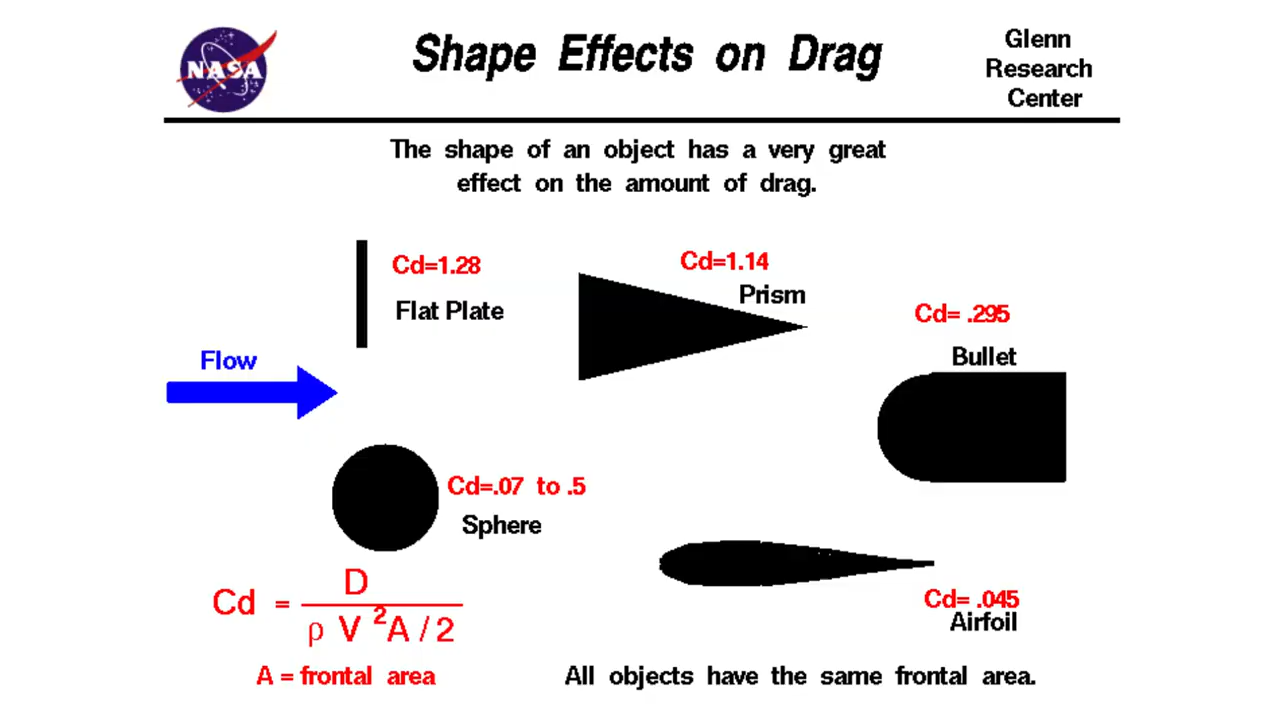 NASA
Shape Effects on Drag
Glenn
Research
Center
The shape of an object has a very great
effect on the amount of drag.
Cd=1.28
Flat Plate
Cd=1.14
Prism
Cd= .295
Bullet
Flow
Cd=.07 to .5
Sphere
Cd = D
ρ V ²A / 2
Cd= .045
Airfoil
A = frontal area
All objects have the same frontal area.